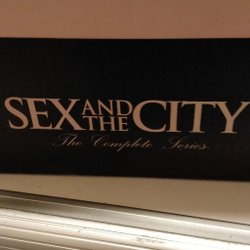 SEX AND THE CITY
The Complete Series